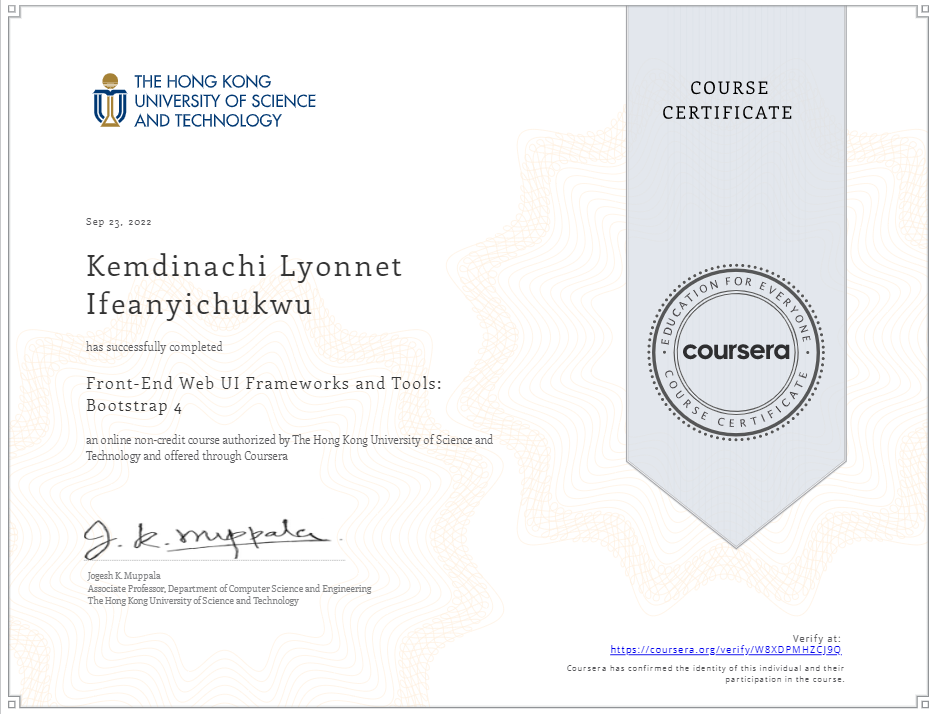 THE HONG KONG
UNIVERSITY OF SCIENCE
AND TECHNOLOGY
COURSE
CERTIFICATE
Sep 23, 2022
Kemdinachi Lyonnet
Ifeanyichukwu
has successfully completed
Front-End Web UI Frameworks and Tools:
Bootstrap 4
an online non-credit course authorized by The Hong Kong University of Science and
Technology and offered through Coursera
EDUCATION FOR EVERYONE
coursera
COURSE CERTIFICATE
J. K. Muppala
Jogesh K. Muppala
Associate Professor, Department of Computer Science and Engineering
The Hong Kong University of Science and Technology
Verify at:
https://coursera.org/verify/W8XDPMHZCJ9Q
Coursera has confirmed the identity of this individual and their
participation in the course.